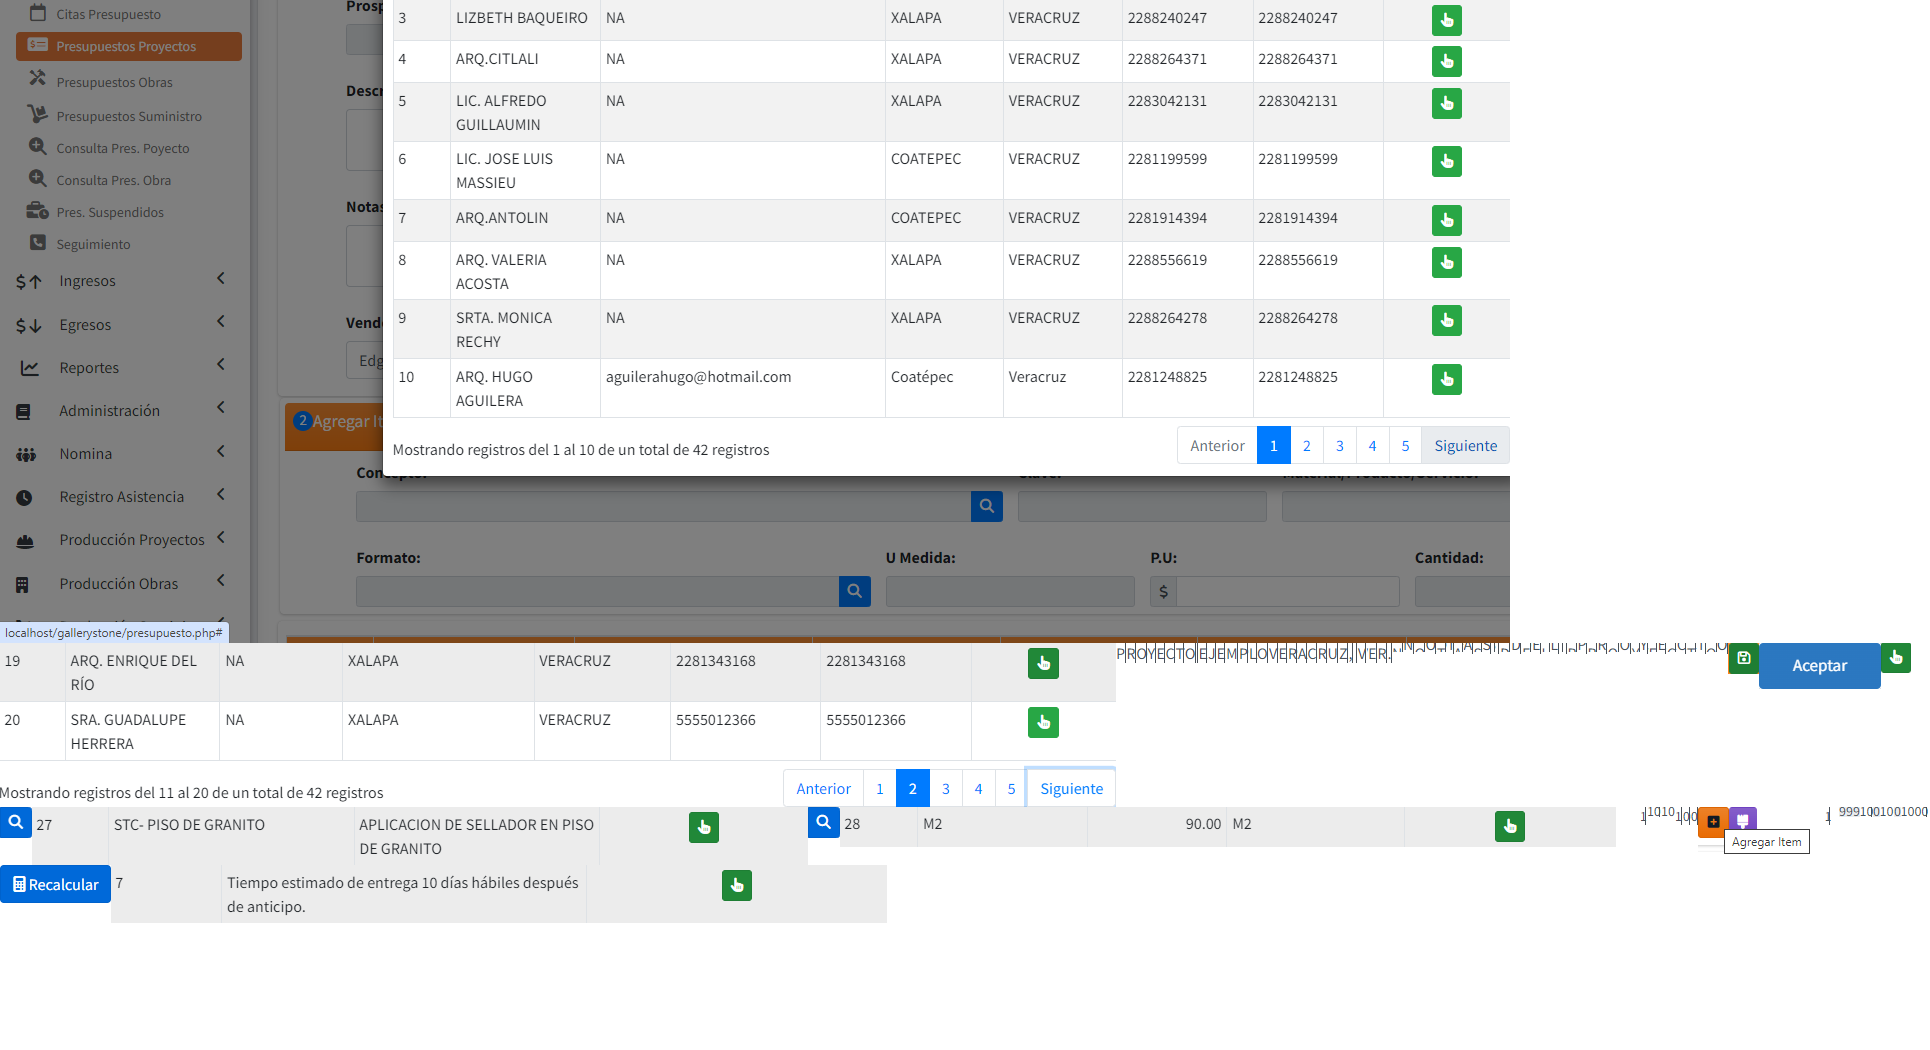 Citas Presupuesto
Presupuestos Proyectos
Presupuestos Obras
Presupuestos Suministro
Consulta Pres. Poyecto
Consulta Pres. Obra
Pres. Suspendidos
Seguimiento
Ingresos
Egresos
Reportes
Administración
Nomina
Registro Asistencia
Producción Proyectos
Producción Obras
localhost/gallerystone/presupuesto.php#
3 LIZBETH BAQUEIRO NA XALAPA VERACRUZ 2288240247 2288240247
4 ARQ.CITLALI NA XALAPA VERACRUZ 2288264371 2288264371
5 LIC. ALFREDO NA XALAPA VERACRUZ 2283042131 2283042131
GUILLAUMIN
6 LIC. JOSE LUIS NA COATEPEC VERACRUZ 2281199599 2281199599
MASSIEU
7 ARQ.ANTOLIN NA COATEPEC VERACRUZ 2281914394 2281914394
8 ARQ. VALERIA NA XALAPA VERACRUZ 2288556619 2288556619
ACOSTA
9 SRTA. MONICA NA XALAPA VERACRUZ 2288264278 2288264278
RECHY
10 ARQ. HUGO aguilerahugo@hotmail.com Coatépec Veracruz 2281248825 2281248825
AGUILERA
Mostrando registros del 1 al 10 de un total de 42 registros
Anterior 1 2 3 4 5 Siguiente
2 Agregar
Formato: U Medida: P.U: Cantidad:
$
19 ARQ. ENRIQUE DEL NA XALAPA VERACRUZ 2281343168 2281343168
RÍO
20 SRA. GUADALUPE NA XALAPA VERACRUZ 5555012366 5555012366
HERRERA
Mostrando registros del 11 al 20 de un total de 42 registros
Anterior 1 2 3 4 5 Siguiente
PROYECTO EJEMPLO VERACRUZ, VER.
Aceptar
27 STC- PISO DE GRANITO APLICACION DE SELLADOR EN PISO
DE GRANITO
28 M2 90.00 M2
Agregar Item
Recalcular
7 Tiempo estimado de entrega 10 días hábiles después
de anticipo.